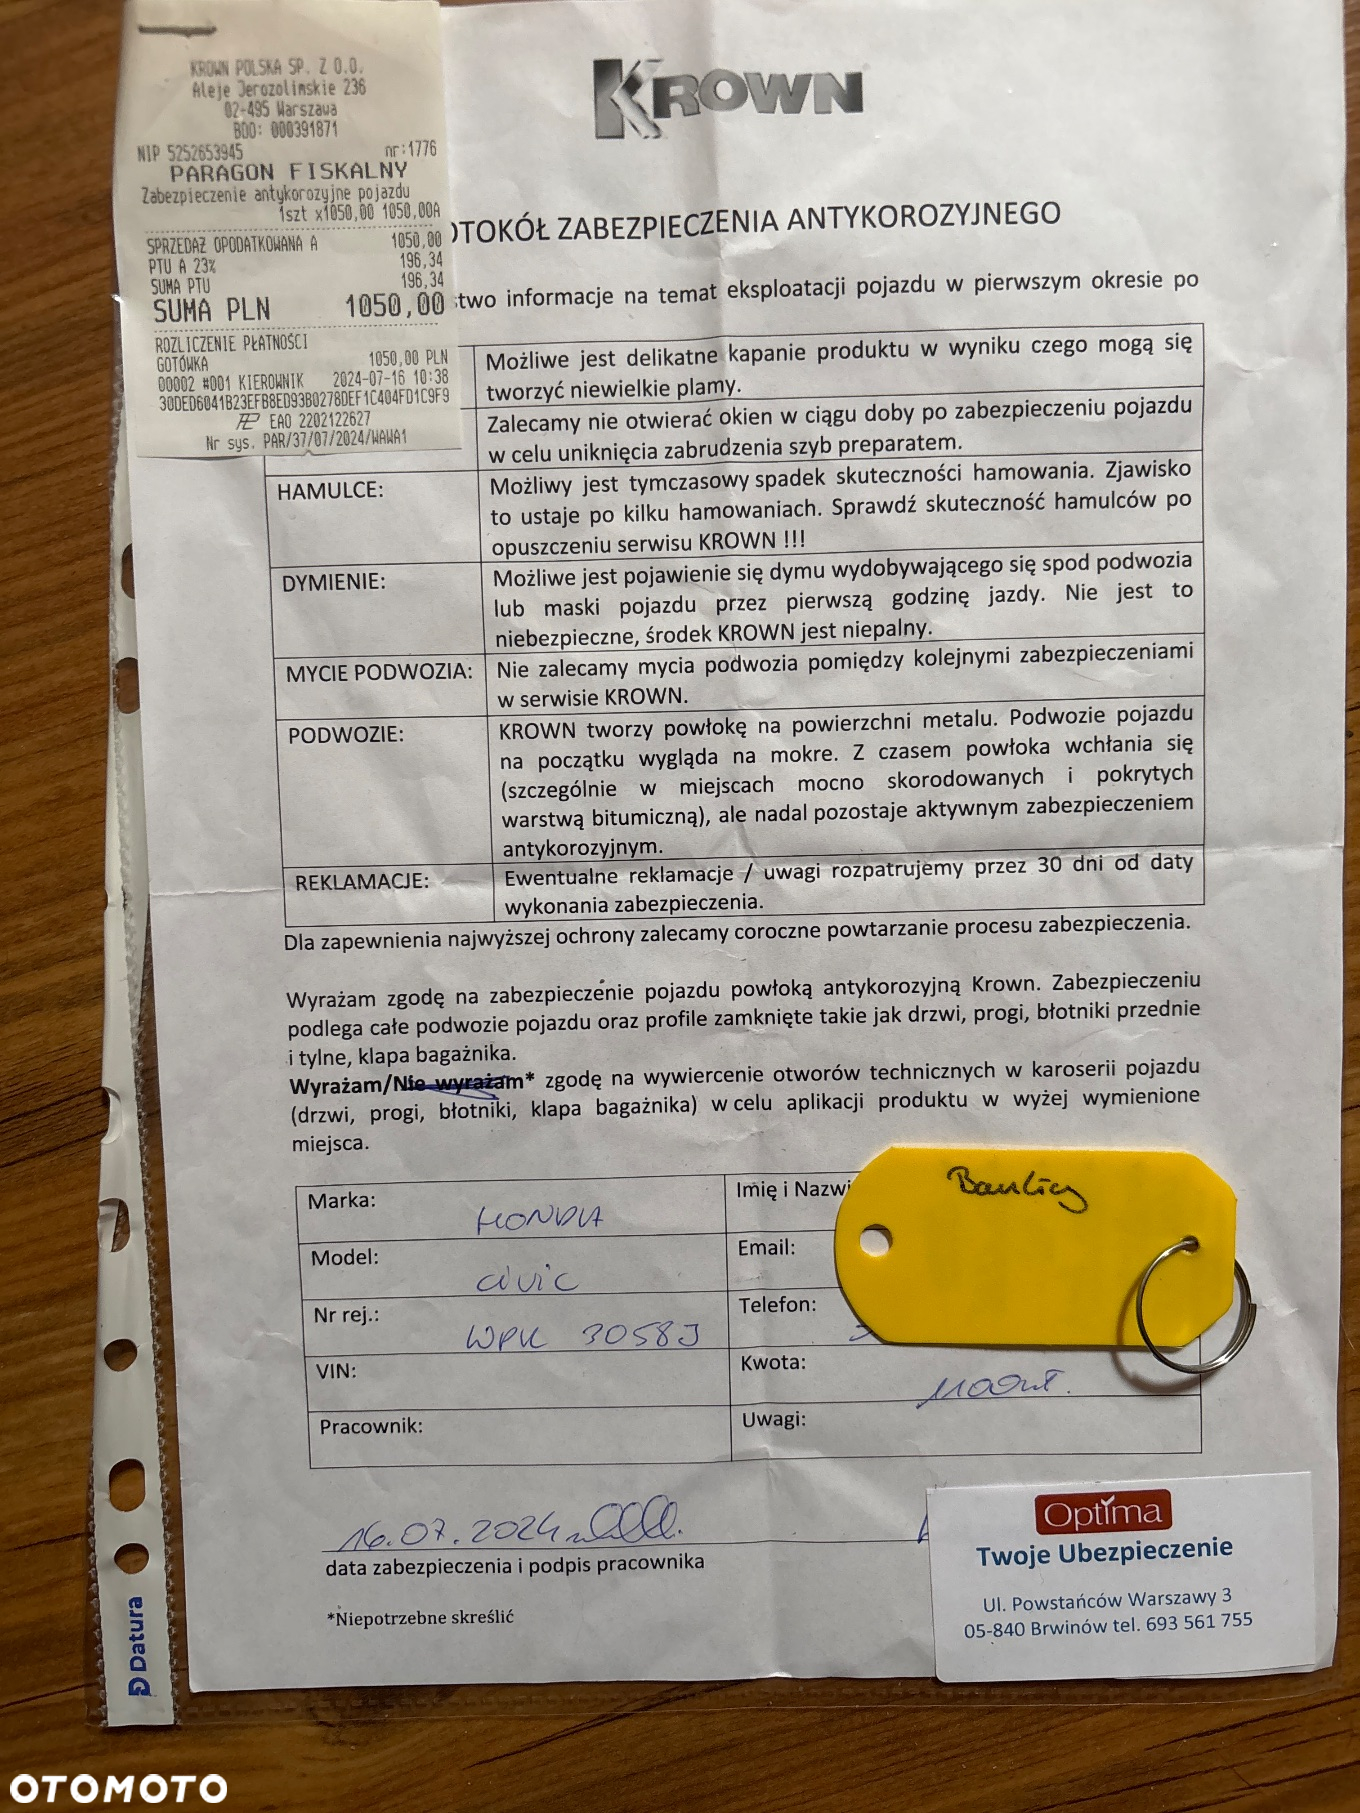 KROWN POLSKA SP. Z O.O.
Aleje Jerozolimskie 236
02-495 Warszawa
BDO: 000391871
NIP 5252653945 nr:1776
PARAGON FISKALNY
Zabezpieczenie antykorozyjne pojazdu
1szt x1050,00 1050,00A
SPRZEDAŻ OPODATKOWANA A 1050,00
PTU A 23% 196,34
SUMA PTU 196,34
SUMA PLN 1050,00
ROZLICZENIE PŁATNOŚCI
GOTÓWKA 1050,00 PLN
00002 #001 KIEROWNIK 2024-07-16 10:38
30DED6041B23EFB8ED93B0278DEF1C404FD1C9F9
EAO 2202122627
Nr sys. PAR/37/07/2024/WAWA1
KROWN
OTOKÓŁ ZABEZPIECZENIA ANTYKOROZYJNEGO
stwo informacje na temat eksploatacji pojazdu w pierwszym okresie po
Możliwe jest delikatne kapanie produktu w wyniku czego mogą się
tworzyć niewielkie plamy.
Zalecamy nie otwierać okien w ciągu doby po zabezpieczeniu pojazdu
w celu uniknięcia zabrudzenia szyb preparatem.
HAMULCE: Możliwy jest tymczasowy spadek skuteczności hamowania. Zjawisko
to ustaje po kilku hamowaniach. Sprawdź skuteczność hamulców po
opuszczeniu serwisu KROWN !!!
DYMIENIE: Możliwe jest pojawienie się dymu wydobywającego się spod podwozia
lub maski pojazdu przez pierwszą godzinę jazdy. Nie jest to
niebezpieczne, środek KROWN jest niepalny.
MYCIE PODWOZIA: Nie zalecamy mycia podwozia pomiędzy kolejnymi zabezpieczeniami
w serwisie KROWN.
PODWOZIE: KROWN tworzy powłokę na powierzchni metalu. Podwozie pojazdu
na początku wygląda na mokre. Z czasem powłoka wchłania się
(szczególnie w miejscach mocno skorodowanych i pokrytych
warstwą bitumiczną), ale nadal pozostaje aktywnym zabezpieczeniem
antykorozyjnym.
REKLAMACJE: Ewentualne reklamacje / uwagi rozpatrujemy przez 30 dni od daty
wykonania zabezpieczenia.
Dla zapewnienia najwyższej ochrony zalecamy coroczne powtarzanie procesu zabezpieczenia.
Wyrażam zgodę na zabezpieczenie pojazdu powłoką antykorozyjną Krown. Zabezpieczeniu
podlega całe podwozie pojazdu oraz profile zamknięte takie jak drzwi, progi, błotniki przednie
i tylne, klapa bagażnika.
Wyrażam/Nie wyrażam* zgodę na wywiercenie otworów technicznych w karoserii pojazdu
(drzwi, progi, błotniki, klapa bagażnika) w celu aplikacji produktu w wyżej wymienione
miejsca.
Marka: HONDA
Imię i Nazwi
Model: CIVIC
Email:
Nr rej.: WPR 3058J
Telefon:
VIN:
Kwota: 1100zł.
Pracownik:
Uwagi:
16.07.2024
data zabezpieczenia i podpis pracownika
*Niepotrzebne skreślić
Optima
Twoje Ubezpieczenie
Ul. Powstańców Warszawy 3
05-840 Brwinów tel. 693 561 755
Datura
OTOMOTO